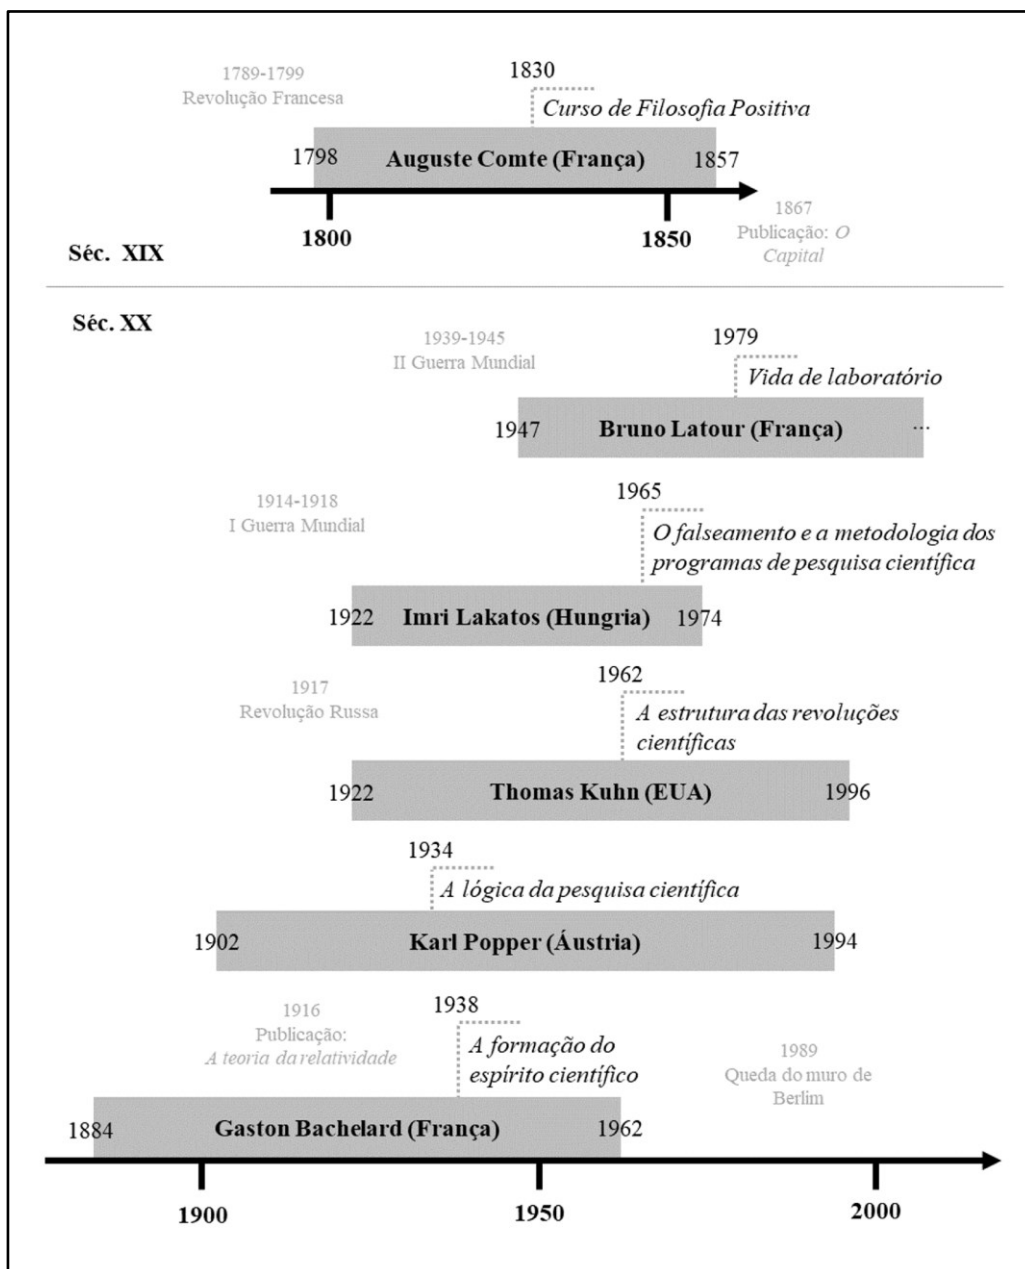 1789-1799
Revolução Francesa
1830
Curso de Filosofia Positiva
1798
Auguste Comte (França)
1857
1800
1850
1867
Publicação: O
Capital
Séc. XIX
Séc. XX
1939-1945
II Guerra Mundial
1979
Vida de laboratório
1947
Bruno Latour (França)
...
1914-1918
I Guerra Mundial
1965
O falseamento e a metodologia dos
programas de pesquisa científica
1922
Imri Lakatos (Hungria)
1974
1917
Revolução Russa
1962
A estrutura das revoluções
científicas
1922
Thomas Kuhn (EUA)
1996
1934
A lógica da pesquisa científica
1902
Karl Popper (Áustria)
1994
1916
Publicação:
A teoria da relatividade
1938
A formação do
espírito científico
1989
Queda do muro de
Berlim
1884
Gaston Bachelard (França)
1962
1900
1950
2000